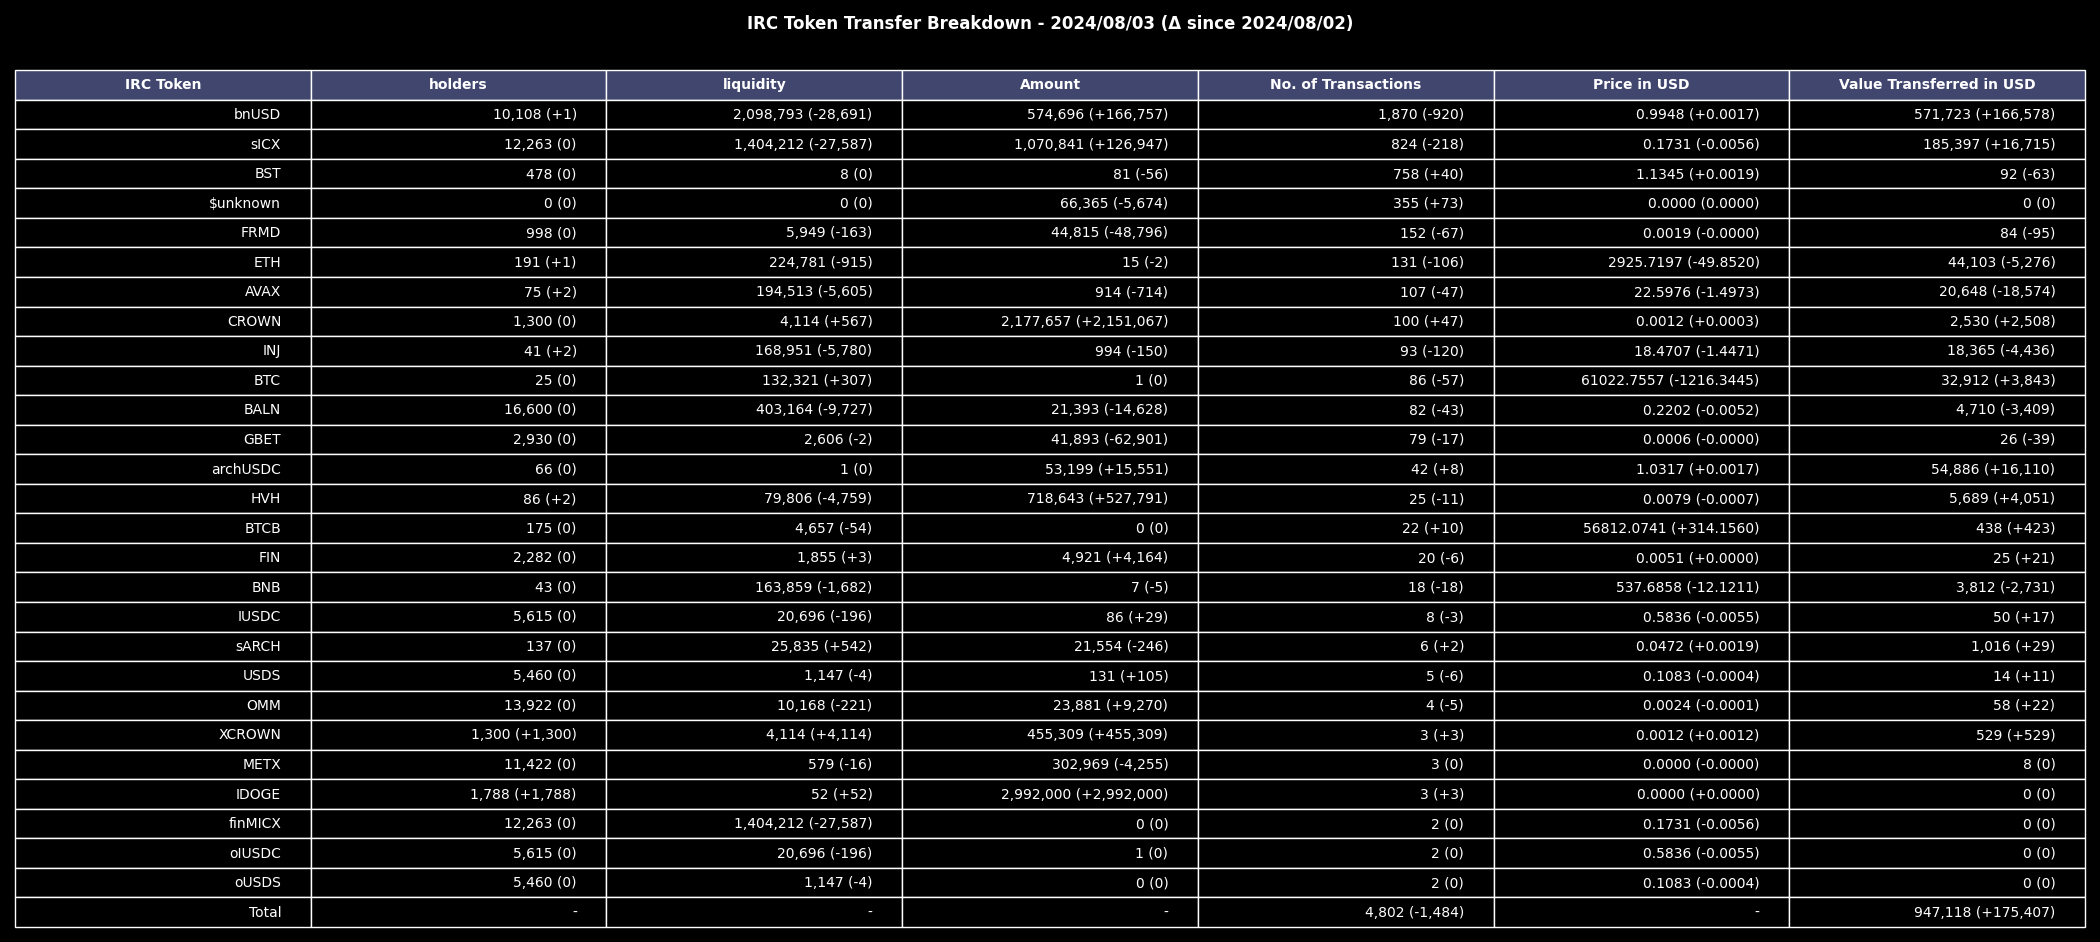 IRC Token Transfer Breakdown - 2024/08/03 (Δ since 2024/08/02)
IRC Token holders liquidity Amount No. of Transactions Price in USD Value Transferred in USD
bnUSD 10,108 (+1) 2,098,793 (-28,691) 574,696 (+166,757) 1,870 (-920) 0.9948 (+0.0017) 571,723 (+166,578)
sICX 12,263 (0) 1,404,212 (-27,587) 1,070,841 (+126,947) 824 (-218) 0.1731 (-0.0056) 185,397 (+16,715)
BST 478 (0) 8 (0) 81 (-56) 758 (+40) 1.1345 (+0.0019) 92 (-63)
$unknown 0 (0) 0 (0) 66,365 (-5,674) 355 (+73) 0.0000 (0.0000) 0 (0)
FRMD 998 (0) 5,949 (-163) 44,815 (-48,796) 152 (-67) 0.0019 (-0.0000) 84 (-95)
ETH 191 (+1) 224,781 (-915) 15 (-2) 131 (-106) 2925.7197 (-49.8520) 44,103 (-5,276)
AVAX 75 (+2) 194,513 (-5,605) 914 (-714) 107 (-47) 22.5976 (-1.4973) 20,648 (-18,574)
CROWN 1,300 (0) 4,114 (+567) 2,177,657 (+2,151,067) 100 (+47) 0.0012 (+0.0003) 2,530 (+2,508)
INJ 41 (+2) 168,951 (-5,780) 994 (-150) 93 (-120) 18.4707 (-1.4471) 18,365 (-4,436)
BTC 25 (0) 132,321 (+307) 1 (0) 86 (-57) 61022.7557 (-1216.3445) 32,912 (+3,843)
BALN 16,600 (0) 403,164 (-9,727) 21,393 (-14,628) 82 (-43) 0.2202 (-0.0052) 4,710 (-3,409)
GBET 2,930 (0) 2,606 (-2) 41,893 (-62,901) 79 (-17) 0.0006 (-0.0000) 26 (-39)
archUSDC 66 (0) 1 (0) 53,199 (+15,551) 42 (+8) 1.0317 (+0.0017) 54,886 (+16,110)
HVH 86 (+2) 79,806 (-4,759) 718,643 (+527,791) 25 (-11) 0.0079 (-0.0007) 5,689 (+4,051)
BTCB 175 (0) 4,657 (-54) 0 (0) 22 (+10) 56812.0741 (+314.1560) 438 (+423)
FIN 2,282 (0) 1,855 (+3) 4,921 (+4,164) 20 (-6) 0.0051 (+0.0000) 25 (+21)
BNB 43 (0) 163,859 (-1,682) 7 (-5) 18 (-18) 537.6858 (-12.1211) 3,812 (-2,731)
IUSDC 5,615 (0) 20,696 (-196) 86 (+29) 8 (-3) 0.5836 (-0.0055) 50 (+17)
sARCH 137 (0) 25,835 (+542) 21,554 (-246) 6 (+2) 0.0472 (+0.0019) 1,016 (+29)
USDS 5,460 (0) 1,147 (-4) 131 (+105) 5 (-6) 0.1083 (-0.0004) 14 (+11)
OMM 13,922 (0) 10,168 (-221) 23,881 (+9,270) 4 (-5) 0.0024 (-0.0001) 58 (+22)
XCROWN 1,300 (+1,300) 4,114 (+4,114) 455,309 (+455,309) 3 (+3) 0.0012 (+0.0012) 529 (+529)
METX 11,422 (0) 579 (-16) 302,969 (-4,255) 3 (0) 0.0000 (-0.0000) 8 (0)
IDOGE 1,788 (+1,788) 52 (+52) 2,992,000 (+2,992,000) 3 (+3) 0.0000 (+0.0000) 0 (0)
finMICX 12,263 (0) 1,404,212 (-27,587) 0 (0) 2 (0) 0.1731 (-0.0056) 0 (0)
oIUSDC 5,615 (0) 20,696 (-196) 1 (0) 2 (0) 0.5836 (-0.0055) 0 (0)
oUSDS 5,460 (0) 1,147 (-4) 0 (0) 2 (0) 0.1083 (-0.0004) 0 (0)
Total - - - 4,802 (-1,484) - 947,118 (+175,407)